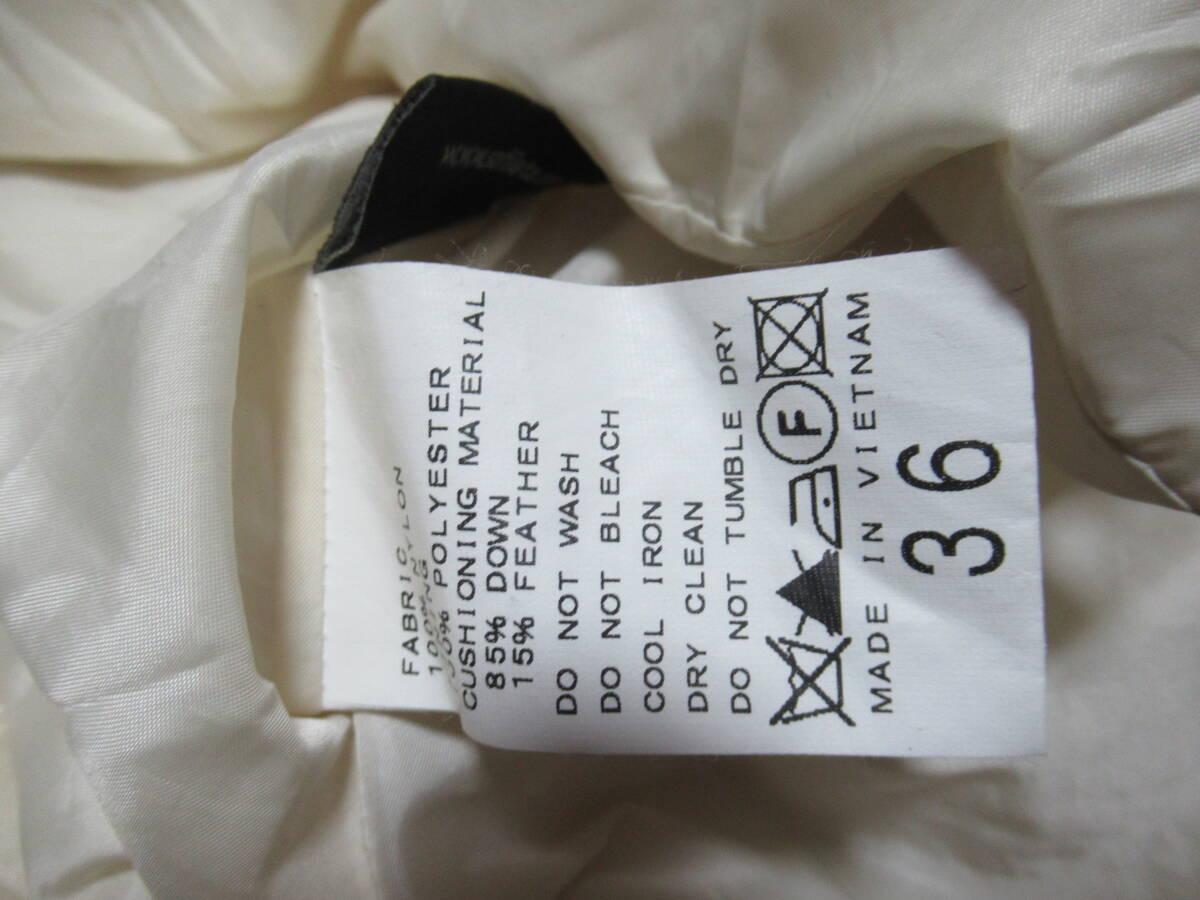 FABRIC
100% NYLON
100% POLYESTER
CUSHIONING MATERIAL
85% DOWN
15% FEATHER
DO NOT WASH
DO NOT BLEACH
COOL IRON
DRY CLEAN
DO NOT TUMBLE DRY
F
MADE IN VIETNAM
36